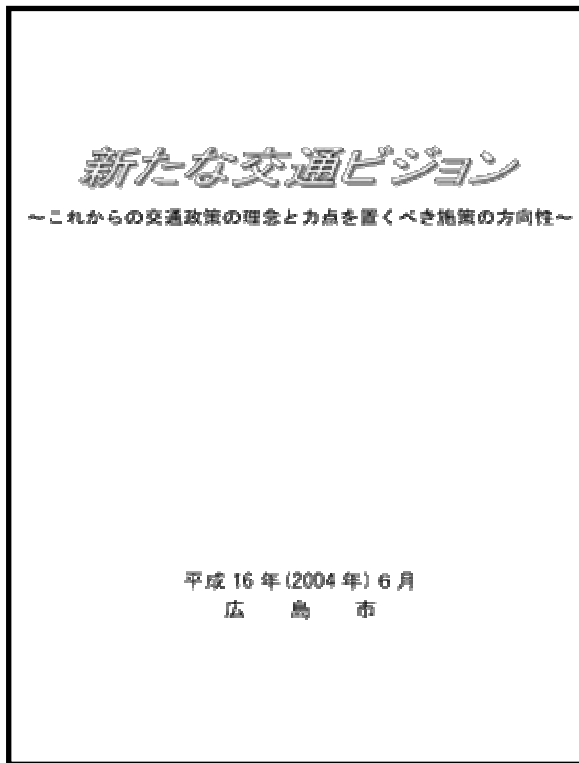 新たな交通ビジョン
～これからの交通政策の理念と力点を置くべき施策の方向性～
平成16年(2004年)6月
広　島　市